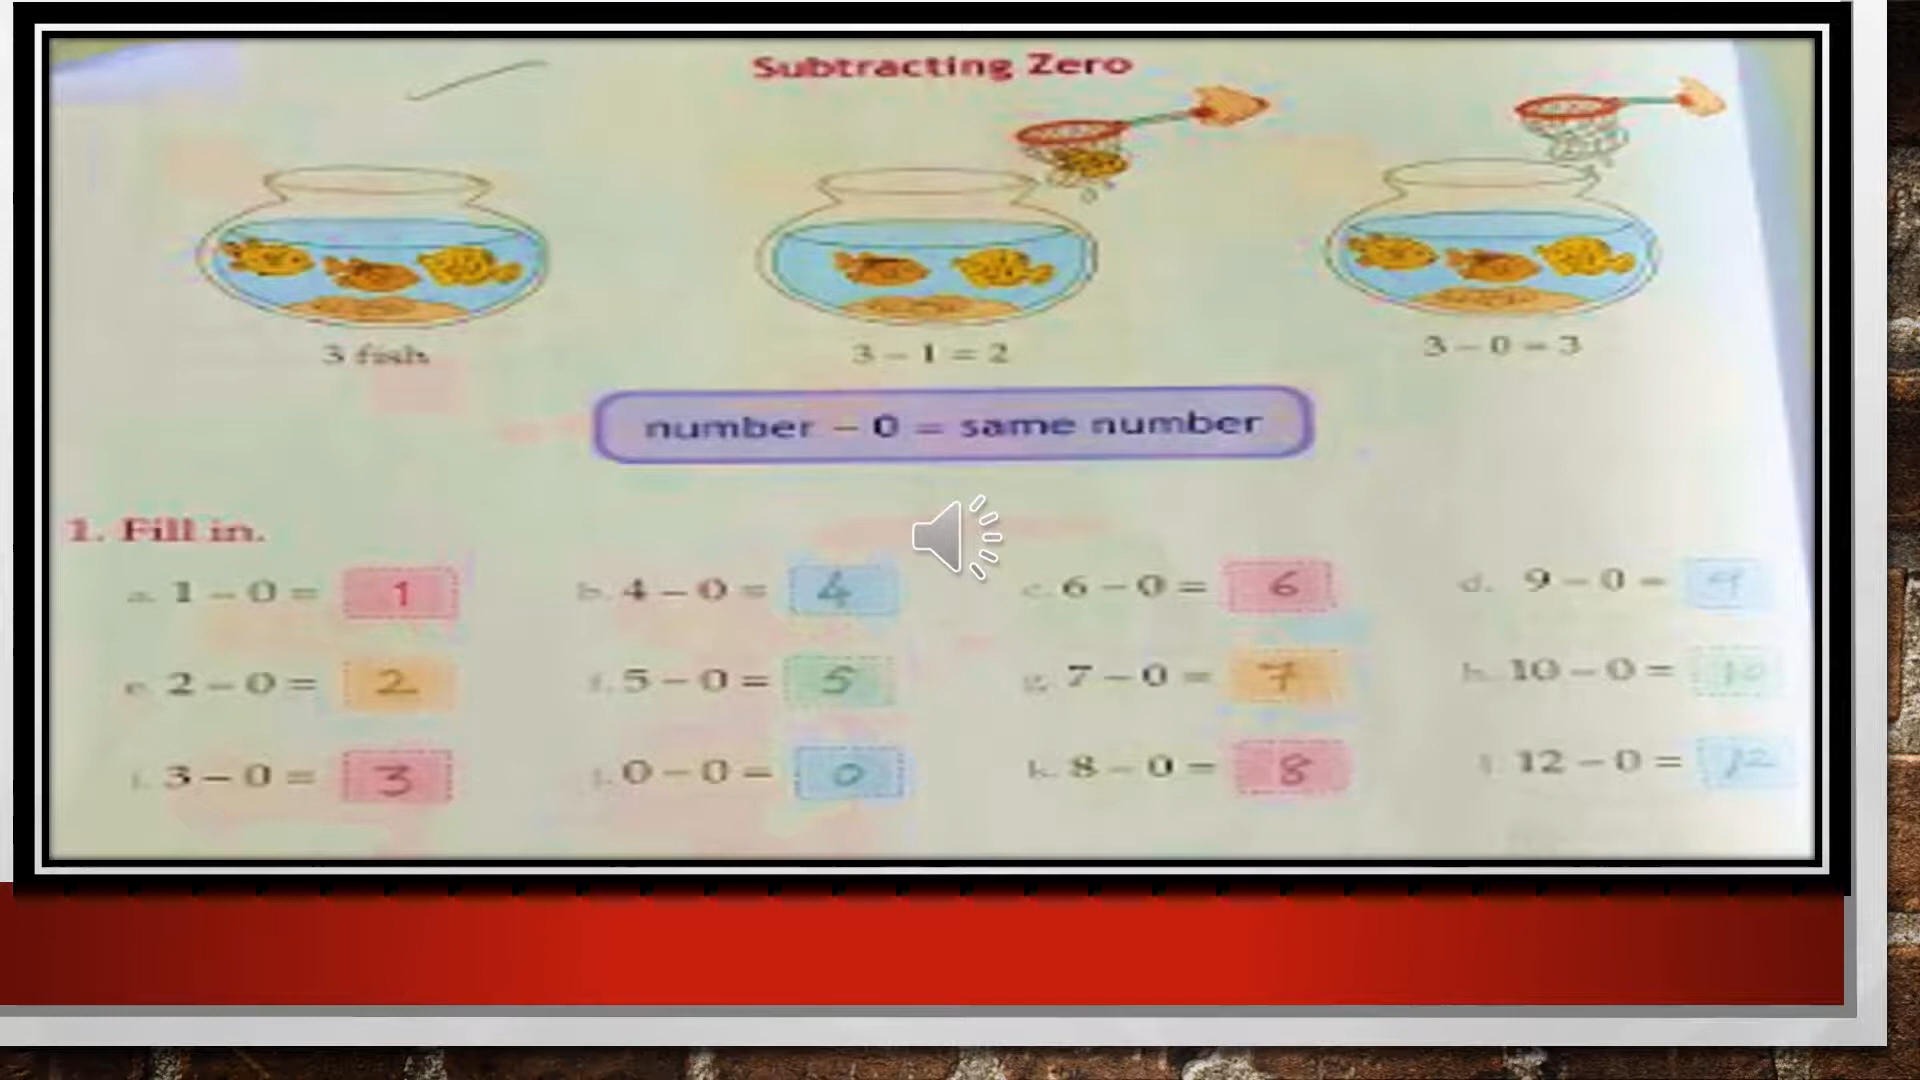 Subtracting Zero
3 fish
3 – 1 = 2
3 – 0 = 3
number – 0 = same number
1. Fill in.
a. 1 – 0 = 1
b. 4 – 0 = 4
c. 6 – 0 = 6
d. 9 – 0 = 9
e. 2 – 0 = 2
f. 5 – 0 = 5
g. 7 – 0 = 7
h. 10 – 0 = 10
i. 3 – 0 = 3
j. 0 – 0 = 0
k. 8 – 0 = 8
l. 12 – 0 = 12